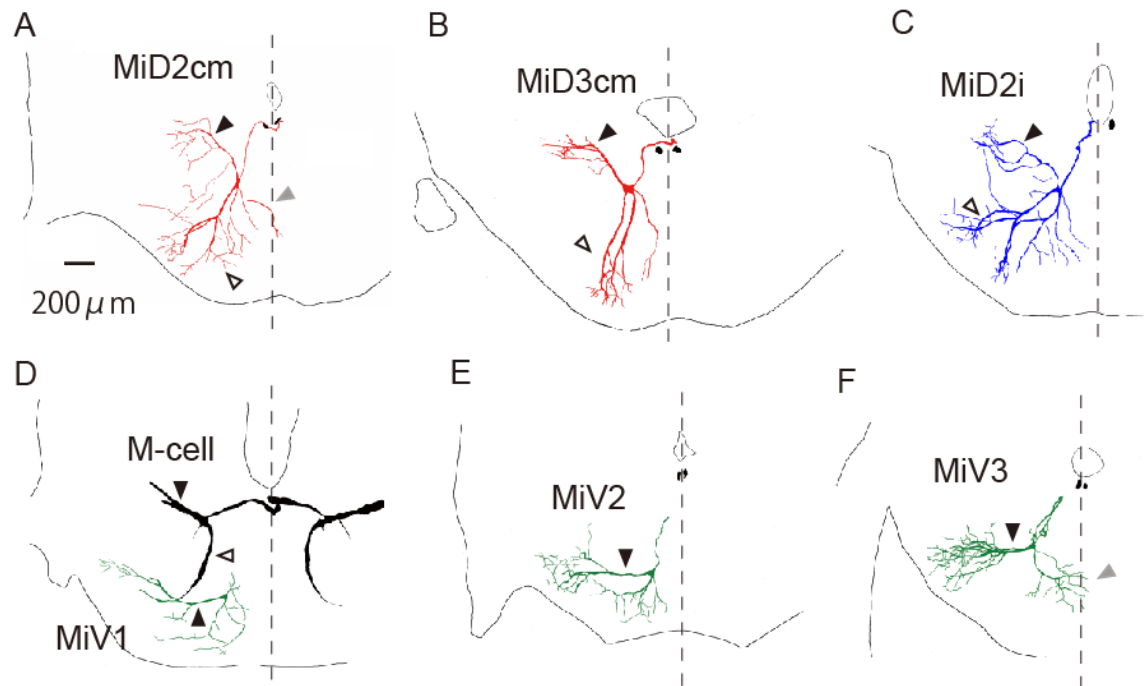 A
MiD2cm
200 μm
B
MiD3cm
C
MiD2i
D
M-cell
MiV1
E
MiV2
F
MiV3